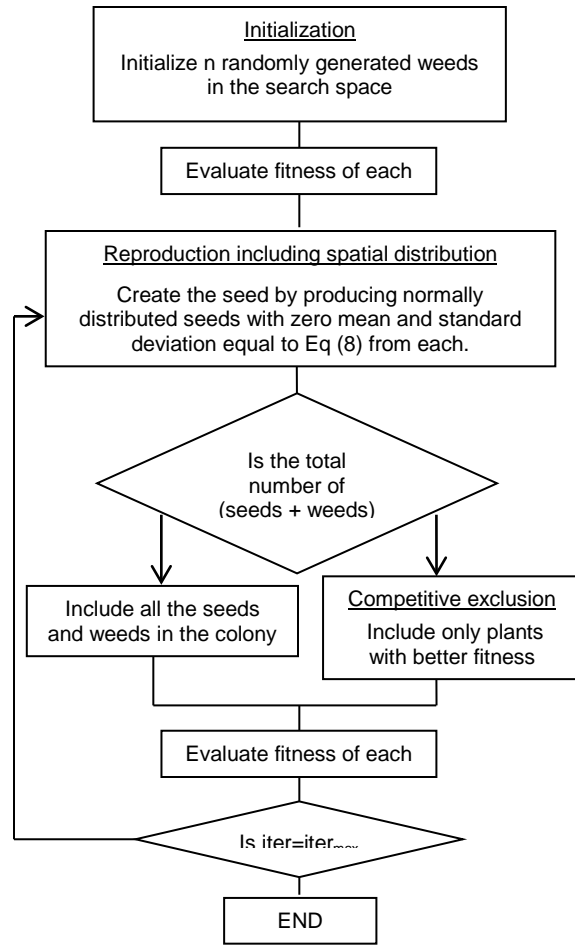 Initialization
Initialize n randomly generated weeds
in the search space
Evaluate fitness of each
Reproduction including spatial distribution
Create the seed by producing normally
distributed seeds with zero mean and standard
deviation equal to Eq (8) from each.
Is the total
number of
(seeds + weeds)
Include all the seeds
and weeds in the colony
Competitive exclusion
Include only plants
with better fitness
Evaluate fitness of each
Is iter=itermax
END